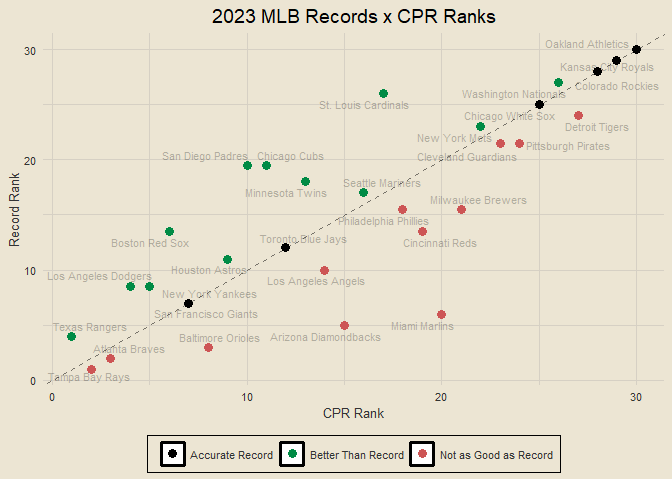 2023 MLB Records x CPR Ranks
Oakland Athletics
Kansas City Royals
Colorado Rockies
Washington Nationals
St. Louis Cardinals
Chicago White Sox
Detroit Tigers
New York Mets
Pittsburgh Pirates
Cleveland Guardians
San Diego Padres
Chicago Cubs
Seattle Mariners
Minnesota Twins
Milwaukee Brewers
Philadelphia Phillies
Boston Red Sox
Toronto Blue Jays
Cincinnati Reds
Los Angeles Dodgers
Houston Astros
Los Angeles Angels
New York Yankees
San Francisco Giants
Texas Rangers
Miami Marlins
Baltimore Orioles
Arizona Diamondbacks
Atlanta Braves
Tampa Bay Rays
Record Rank
30
20
10
0
0 10 20 30
CPR Rank
Accurate Record Better Than Record Not as Good as Record